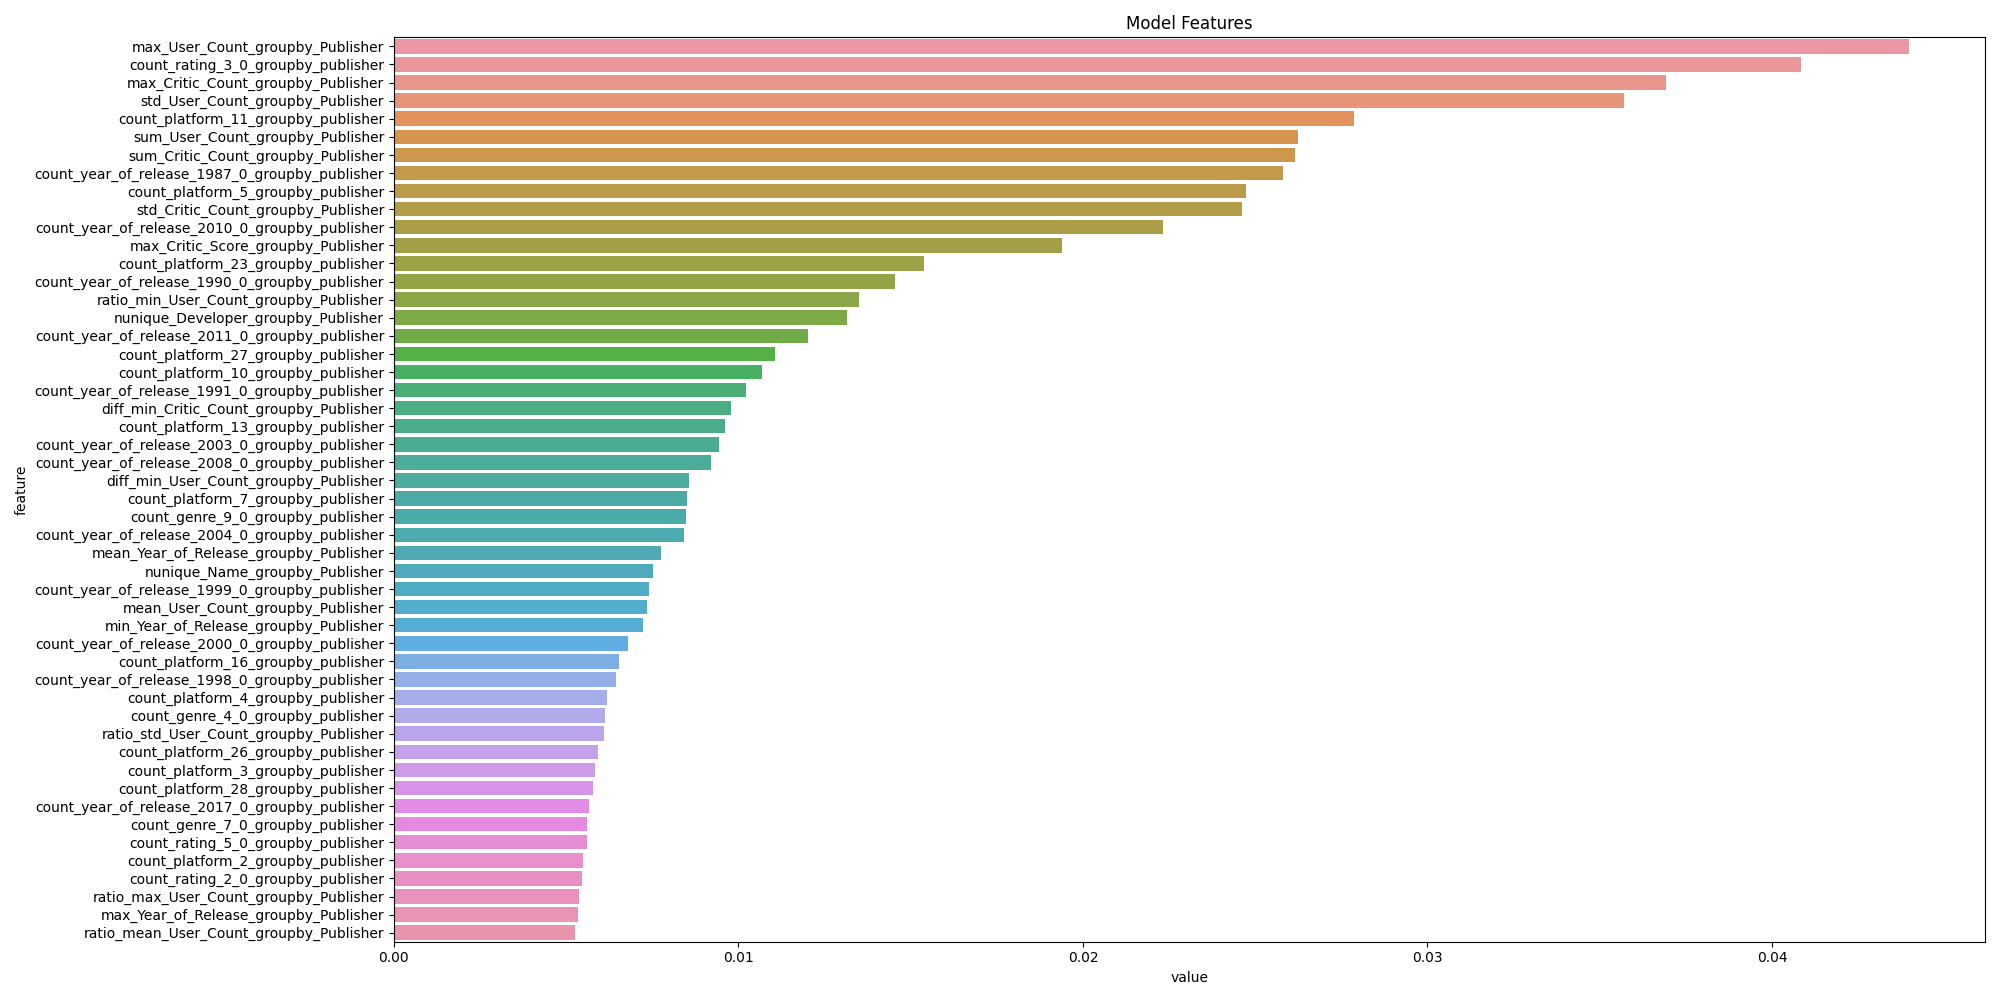 Model Features
max_User_Count_groupby_Publisher
count_rating_3_0_groupby_publisher
max_Critic_Count_groupby_Publisher
std_User_Count_groupby_Publisher
count_platform_11_groupby_publisher
sum_User_Count_groupby_Publisher
sum_Critic_Count_groupby_Publisher
count_year_of_release_1987_0_groupby_publisher
count_platform_5_groupby_publisher
std_Critic_Count_groupby_Publisher
count_year_of_release_2010_0_groupby_publisher
max_Critic_Score_groupby_Publisher
count_platform_23_groupby_publisher
count_year_of_release_1990_0_groupby_publisher
ratio_min_User_Count_groupby_Publisher
nunique_Developer_groupby_Publisher
count_year_of_release_2011_0_groupby_publisher
count_platform_27_groupby_publisher
count_platform_10_groupby_publisher
count_year_of_release_1991_0_groupby_publisher
diff_min_Critic_Count_groupby_Publisher
count_platform_13_groupby_publisher
count_year_of_release_2003_0_groupby_publisher
count_year_of_release_2008_0_groupby_publisher
diff_min_User_Count_groupby_Publisher
count_platform_7_groupby_publisher
count_genre_9_0_groupby_publisher
count_year_of_release_2004_0_groupby_publisher
mean_Year_of_Release_groupby_Publisher
nunique_Name_groupby_Publisher
count_year_of_release_1999_0_groupby_publisher
mean_User_Count_groupby_Publisher
min_Year_of_Release_groupby_Publisher
count_year_of_release_2000_0_groupby_publisher
count_platform_16_groupby_publisher
count_year_of_release_1998_0_groupby_publisher
count_platform_4_groupby_publisher
count_genre_4_0_groupby_publisher
ratio_std_User_Count_groupby_Publisher
count_platform_26_groupby_publisher
count_platform_3_groupby_publisher
count_platform_28_groupby_publisher
count_year_of_release_2017_0_groupby_publisher
count_genre_7_0_groupby_publisher
count_rating_5_0_groupby_publisher
count_platform_2_groupby_publisher
count_rating_2_0_groupby_publisher
ratio_max_User_Count_groupby_Publisher
max_Year_of_Release_groupby_Publisher
ratio_mean_User_Count_groupby_Publisher
feature
0.00 0.01 0.02 0.03 0.04
value